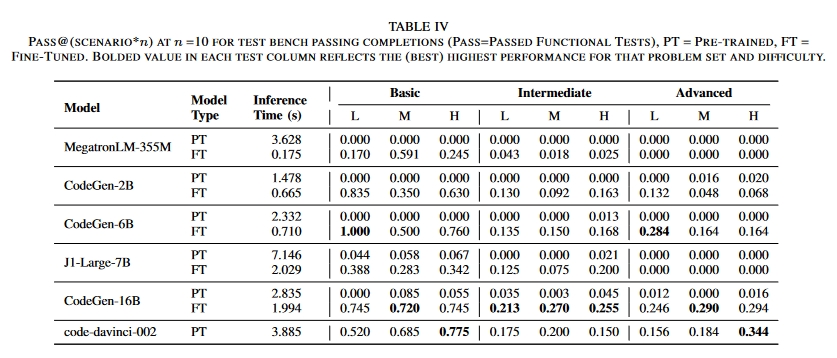 TABLE IV
PASS@(SCENARIO*n) AT n =10 FOR TEST BENCH PASSING COMPLETIONS (PASS=PASSED FUNCTIONAL TESTS), PT = PRE-TRAINED, FT =
FINE-TUNED. BOLDED VALUE IN EACH TEST COLUMN REFLECTS THE (BEST) HIGHEST PERFORMANCE FOR THAT PROBLEM SET AND DIFFICULTY.
Model Model Type Inference Time (s) Basic Intermediate Advanced
L M H L M H L M H
MegatronLM-355M PT 3.628 0.000 0.000 0.000 0.000 0.000 0.000 0.000 0.000 0.000
FT 0.175 0.170 0.591 0.245 0.043 0.018 0.025 0.000 0.000 0.000
CodeGen-2B PT 1.478 0.000 0.000 0.000 0.000 0.000 0.000 0.000 0.016 0.020
FT 0.665 0.835 0.350 0.630 0.130 0.092 0.163 0.132 0.048 0.068
CodeGen-6B PT 2.332 0.000 0.000 0.000 0.000 0.000 0.013 0.000 0.000 0.000
FT 0.710 1.000 0.500 0.760 0.135 0.150 0.168 0.284 0.164 0.164
J1-Large-7B PT 7.146 0.044 0.058 0.067 0.000 0.000 0.021 0.000 0.000 0.000
FT 2.029 0.388 0.283 0.342 0.125 0.075 0.200 0.000 0.000 0.000
CodeGen-16B PT 2.835 0.000 0.085 0.055 0.035 0.003 0.045 0.012 0.000 0.016
FT 1.994 0.745 0.720 0.745 0.213 0.270 0.255 0.246 0.290 0.294
code-davinci-002 PT 3.885 0.520 0.685 0.775 0.175 0.200 0.150 0.156 0.184 0.344